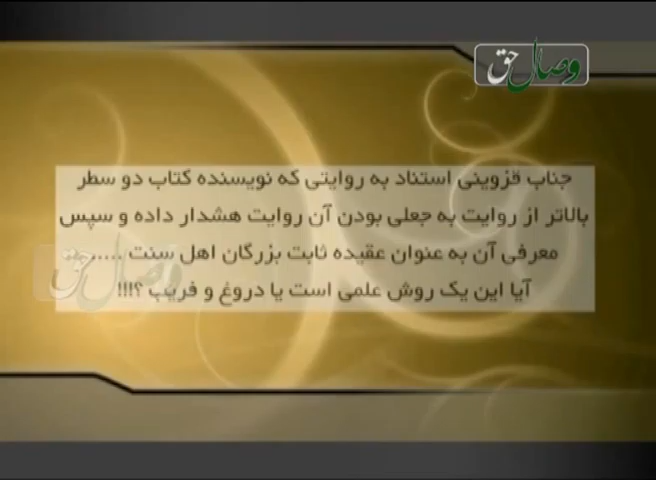 وصال حق
جناب قزوینی استناد به روایتی که نویسنده کتاب دو سطر
بالاتر از روایت به جعلی بودن آن روایت هشدار داده و سپس
معرفی آن به عنوان عقیده ثابت بزرگان اهل سنت .....
آیا این یک روش علمی است یا دروغ و فریب ؟!!!
وصال حق